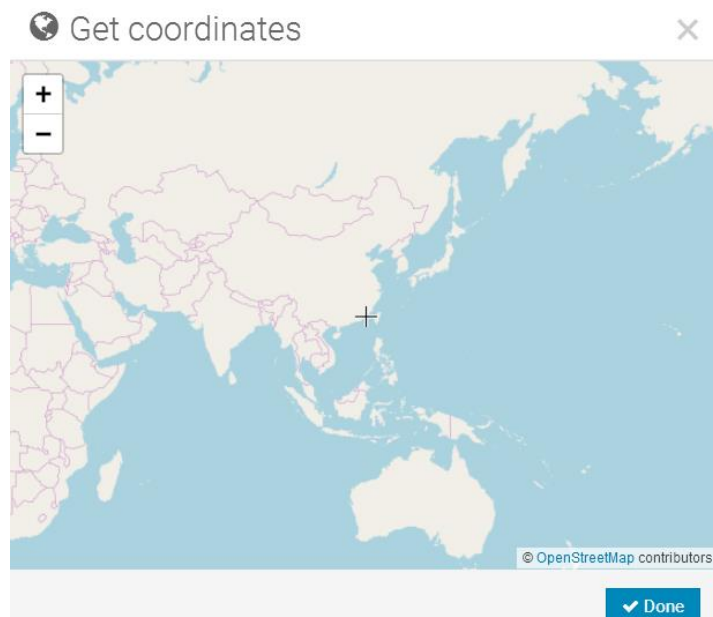 Get coordinates ×
+
−
© OpenStreetMap contributors
✔ Done